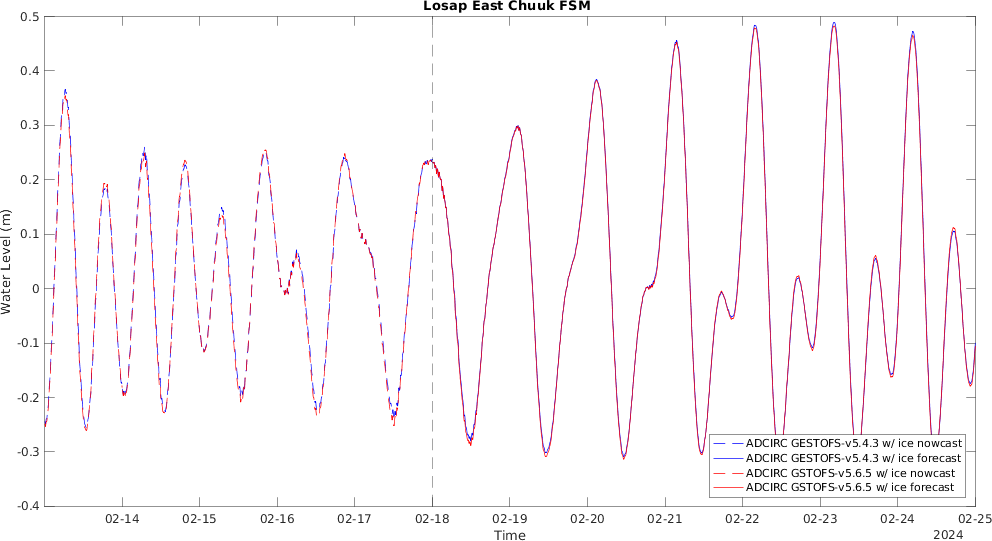 Losap East Chuuk FSM
0.5
0.4
0.3
0.2
0.1
0
-0.1
-0.2
-0.3
-0.4
Water Level (m)
ADCIRC GESTOFS-v5.4.3 w/ ice nowcast
ADCIRC GESTOFS-v5.4.3 w/ ice forecast
ADCIRC GSTOFS-v5.6.5 w/ ice nowcast
ADCIRC GSTOFS-v5.6.5 w/ ice forecast
02-14 02-15 02-16 02-17 02-18 02-19 02-20 02-21 02-22 02-23 02-24 02-25
Time
2024